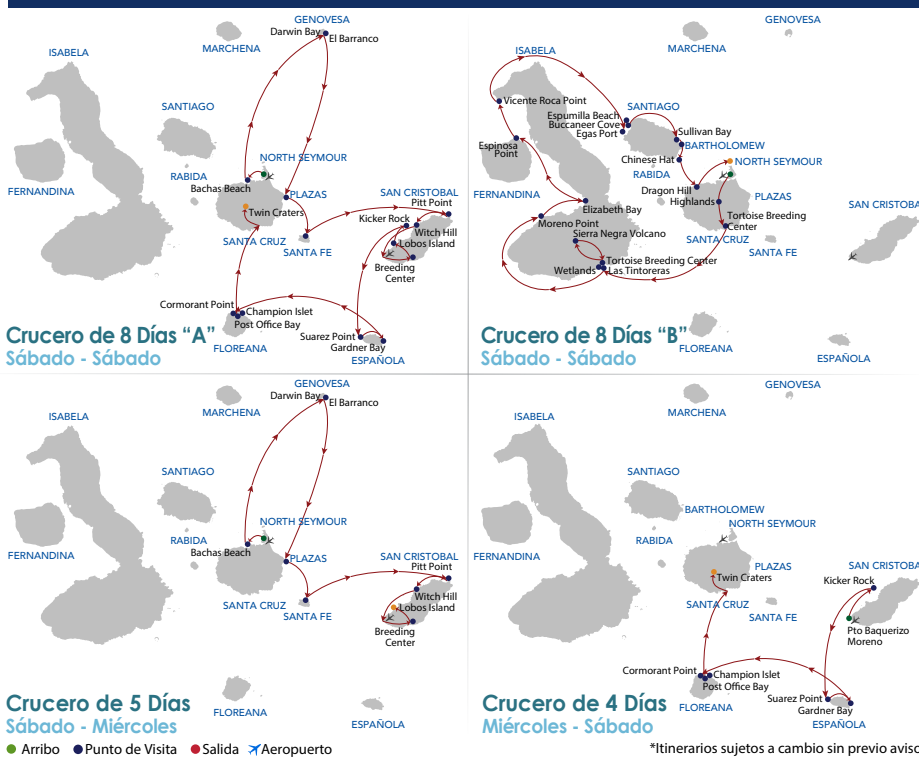 GENOVESA
Darwin Bay
El Barranco
MARCHENA
ISABELA
SANTIAGO
NORTH SEYMOUR
RABIDA
Bachas Beach
FERNANDINA
PLAZAS
SAN CRISTOBAL
Pitt Point
Twin Craters
Kicker Rock
Witch Hill
Lobos Island
SANTA CRUZ
SANTA FE
Breeding
Center
Cormorant Point
Champion Islet
Post Office Bay
FLOREANA
Suarez Point
Gardner Bay
ESPAÑOLA
Crucero de 8 Días “A”
Sábado - Sábado
GENOVESA
MARCHENA
ISABELA
Vicente Roca Point
Espumilla Beach
SANTIAGO
Buccaneer Cove
Egas Port
Sullivan Bay
BARTHOLOMEW
Espinosa
Point
Chinese Hat
NORTH SEYMOUR
RABIDA
FERNANDINA
Dragon Hill
PLAZAS
Highlands
Elizabeth Bay
SAN CRISTOBA
Moreno Point
Tortoise Breeding
Center
Sierra Negra Volcano
SANTA CRUZ
SANTA FE
Tortoise Breeding Center
Wetlands
Las Tintoreras
FLOREANA
ESPAÑOLA
Crucero de 8 Días “B”
Sábado - Sábado
GENOVESA
Darwin Bay
El Barranco
MARCHENA
ISABELA
SANTIAGO
NORTH SEYMOUR
RABIDA
Bachas Beach
FERNANDINA
PLAZAS
SAN CRISTOBAL
Pitt Point
Witch Hill
Lobos Island
SANTA CRUZ
SANTA FE
Breeding
Center
FLOREANA
ESPAÑOLA
Crucero de 5 Días
Sábado - Miércoles
GENOVESA
MARCHENA
ISABELA
SANTIAGO
BARTHOLOMEW
NORTH SEYMOUR
RABIDA
FERNANDINA
PLAZAS
SAN CRISTOBA
Twin Craters
Kicker Rock
SANTA CRUZ
SANTA FE
Pto Baquerizo
Moreno
Cormorant Point
Champion Islet
Post Office Bay
FLOREANA
Suarez Point
Gardner Bay
ESPAÑOLA
Crucero de 4 Días
Miércoles - Sábado
Arribo Punto de Visita Salida Aeropuerto
*Itinerarios sujetos a cambio sin previo aviso